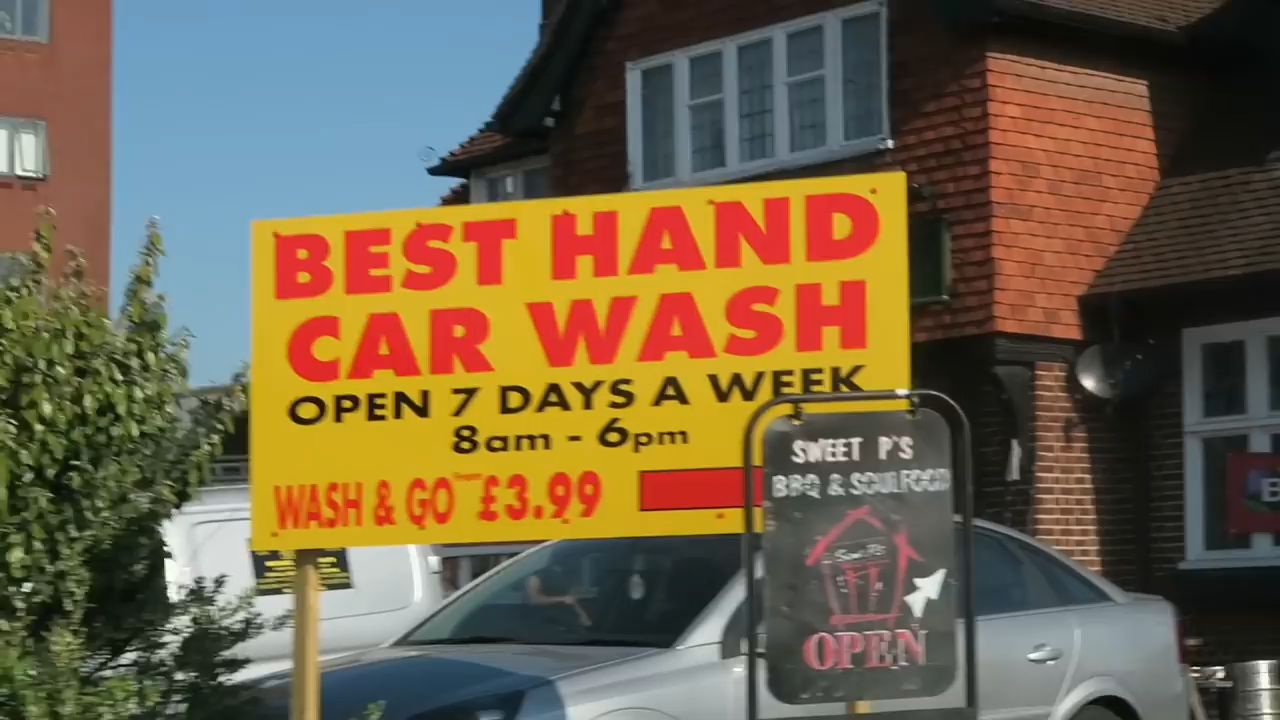 BEST HAND
CAR WASH
OPEN 7 DAYS A WEEK
8am - 6pm
WASH & GO £3.99
SWEET P'S
BBQ & SOULFOOD
OPEN